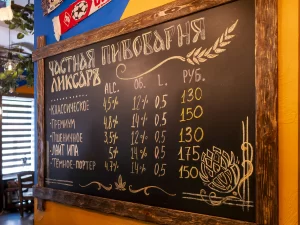 Частная Пивоварня
Ликсаръ
ALC. РУБ.
-Классическое 4,5% 12% 0,5 130
-Премиум 4,8% 14% 0,5 150
-Пшеничное 3,5% 12% 0,5 130
-Лайт ИПА 5% 14% 0,5 175
-Тёмное-Портер 4,7% 14% 0,5 150